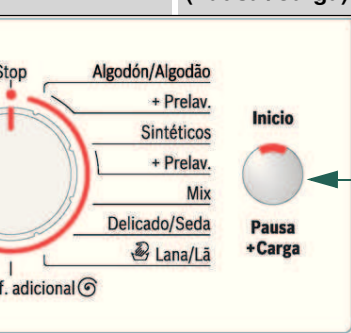 Stop
Algodón/Algodão
+ Prelav.
Sintéticos
+ Prelav.
Mix
Delicado/Seda
Lana/Lã
f. adicional
Inicio
Pausa
+Carga